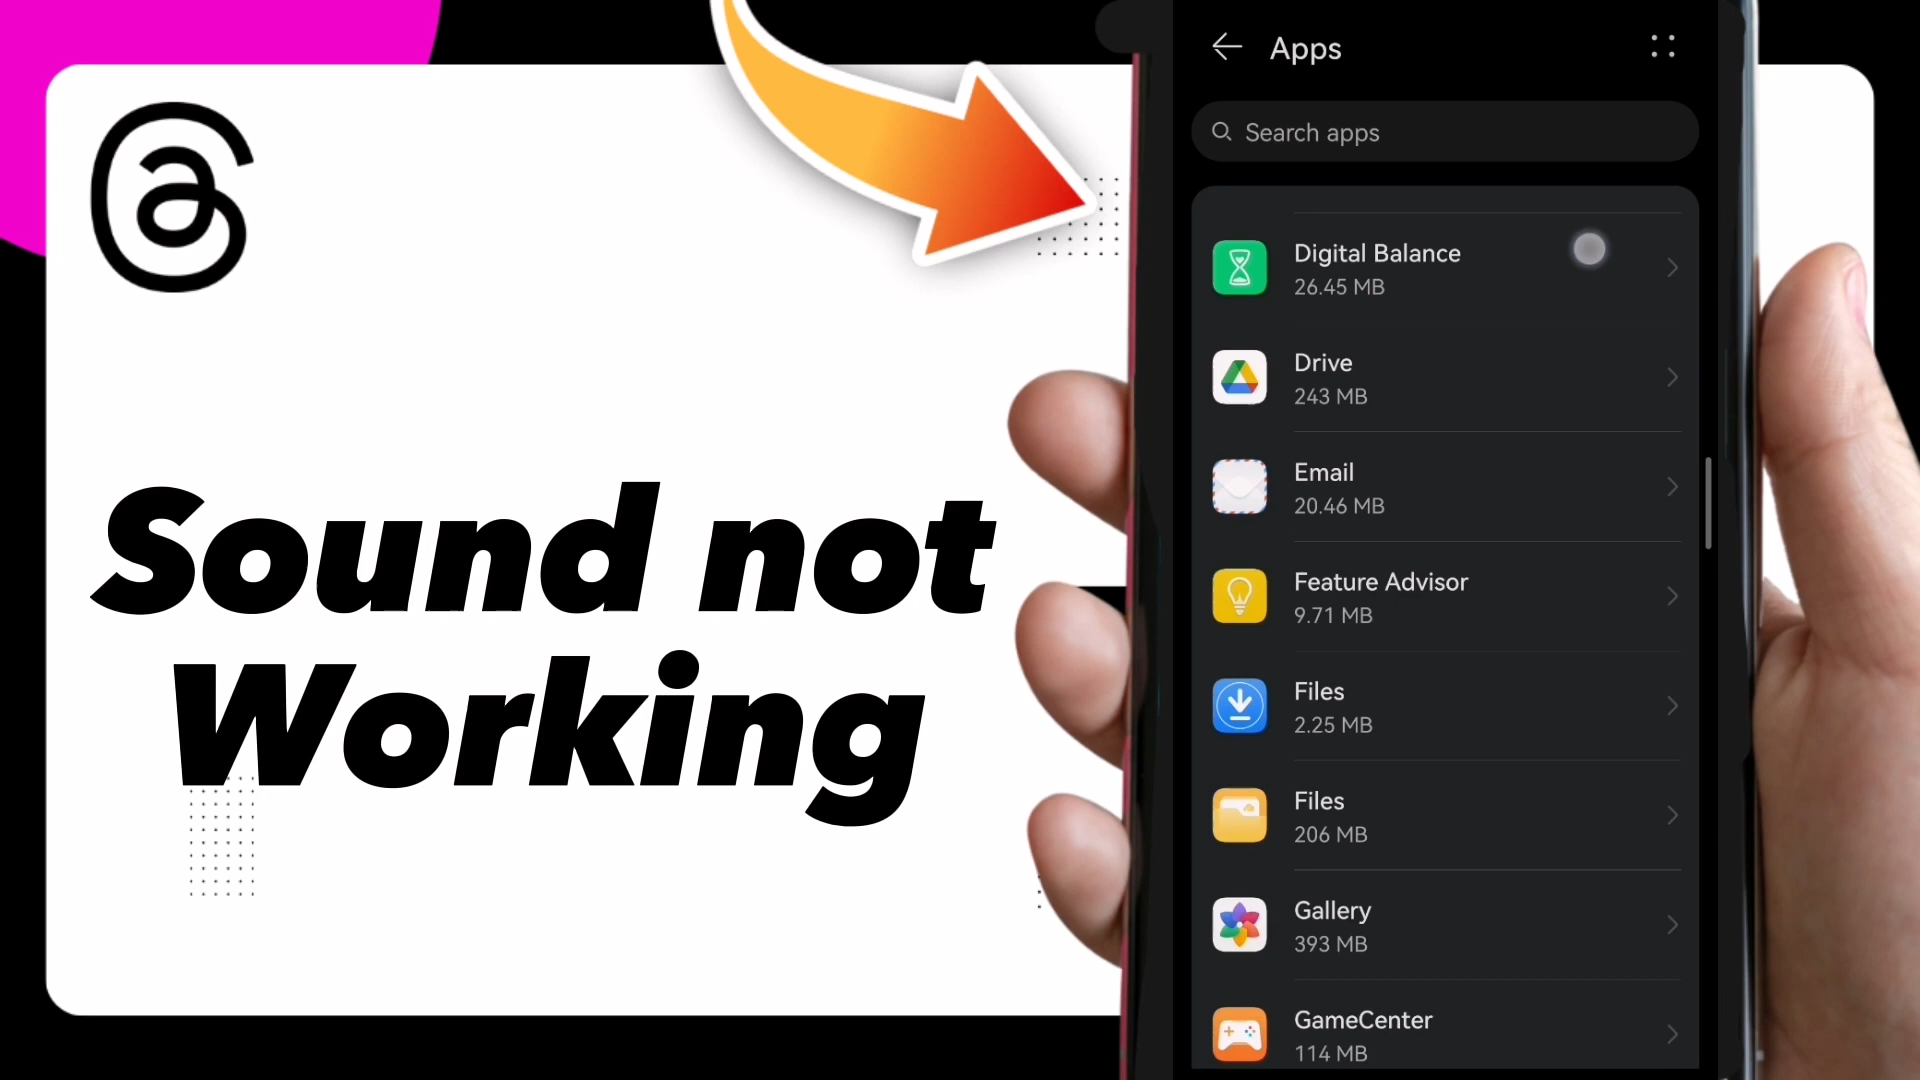 Sound not
Working
Apps
Search apps
Digital Balance
26.45 MB
Drive
243 MB
Email
20.46 MB
Feature Advisor
9.71 MB
Files
2.25 MB
Files
206 MB
Gallery
393 MB
GameCenter
114 MB